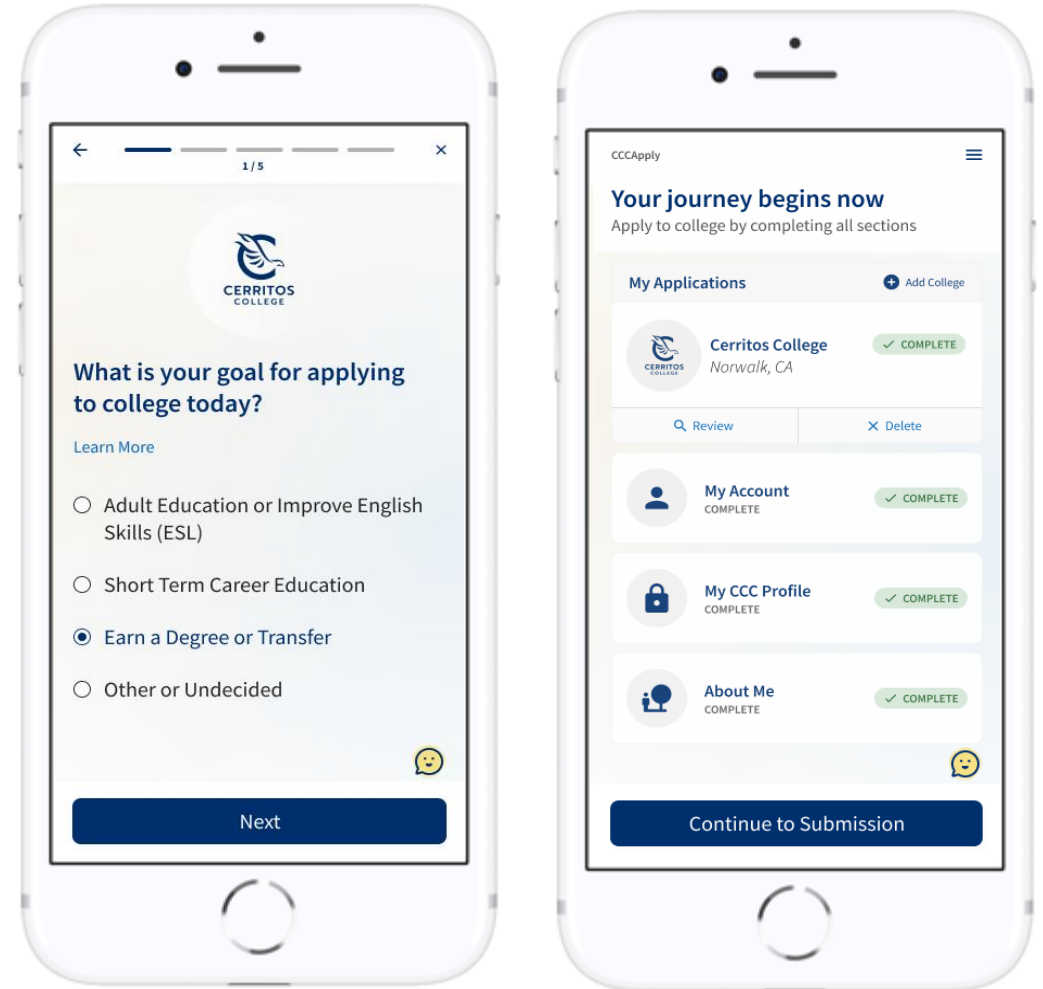 1 / 5
CERRITOS
COLLEGE
What is your goal for applying
to college today?
Learn More
Adult Education or Improve English
Skills (ESL)
Short Term Career Education
Earn a Degree or Transfer
Other or Undecided
Next
CCCApply
Your journey begins now
Apply to college by completing all sections
My Applications
Add College
CERRITOS
COLLEGE
Cerritos College
Norwalk, CA
COMPLETE
Review
Delete
My Account
COMPLETE
COMPLETE
My CCC Profile
COMPLETE
COMPLETE
About Me
COMPLETE
COMPLETE
Continue to Submission